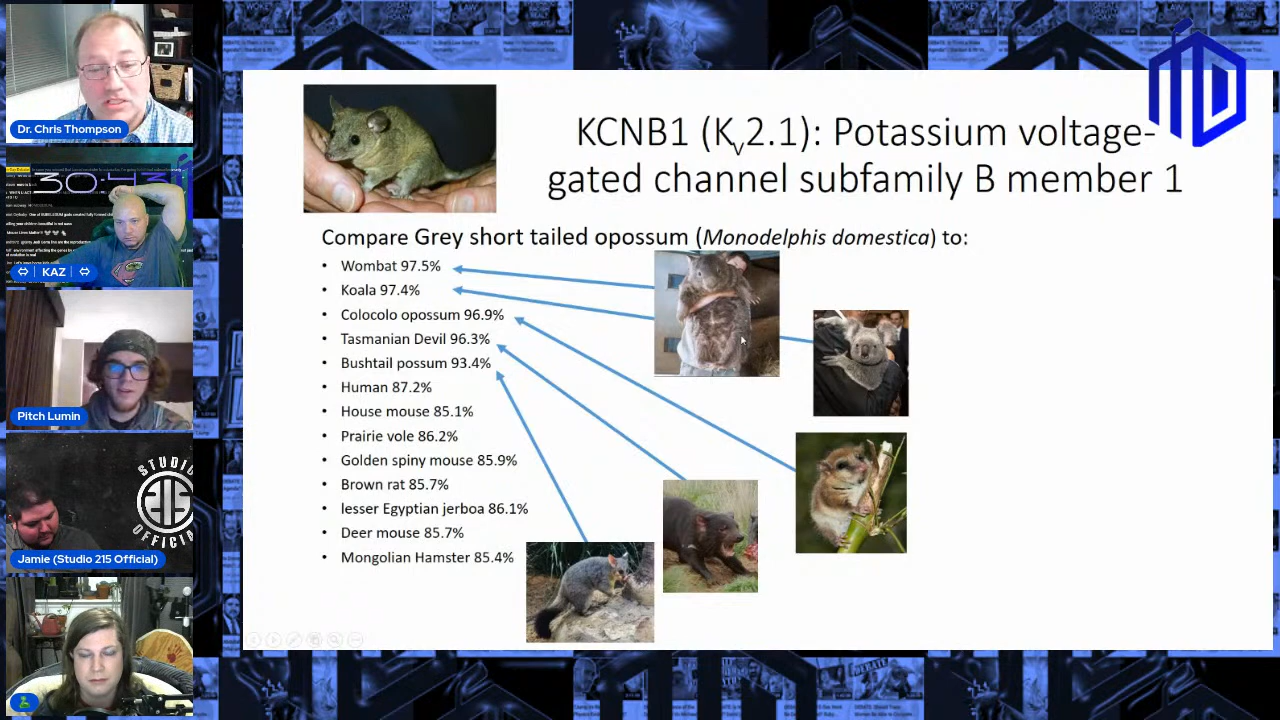 KCNB1 (Kv2.1): Potassium voltage-
gated channel subfamily B member 1
Compare Grey short tailed opossum (Monodelphis domestica) to:
• Wombat 97.5%
• Koala 97.4%
• Colocolo opossum 96.9%
• Tasmanian Devil 96.3%
• Bushtail possum 93.4%
• Human 87.2%
• House mouse 85.1%
• Prairie vole 86.2%
• Golden spiny mouse 85.9%
• Brown rat 85.7%
• lesser Egyptian jerboa 86.1%
• Deer mouse 85.7%
• Mongolian Hamster 85.4%
Dr. Chris Thompson
KAZ
Pitch Lumin
STUDIO
215
OFFICIAL
Jamie (Studio 215 Official)